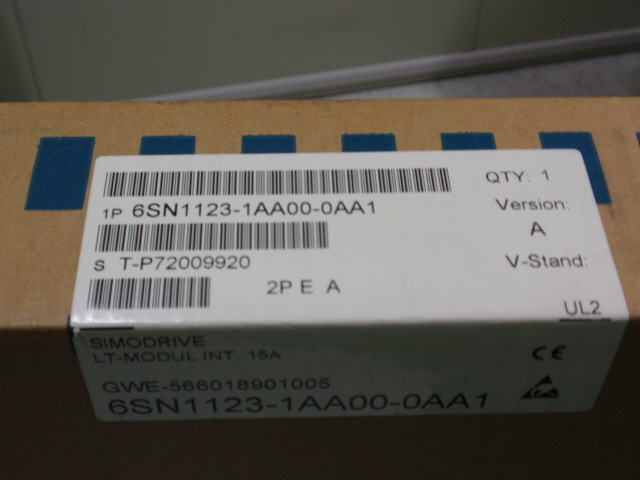 1P 6SN1123-1AA00-0AA1
QTY: 1
Version:
A
S T-P72009920
V-Stand:
2P E A
UL2
SIMODRIVE
LT-MODUL INT. 15A
CE
GWE-566018901005
6SN1123-1AA00-0AA1